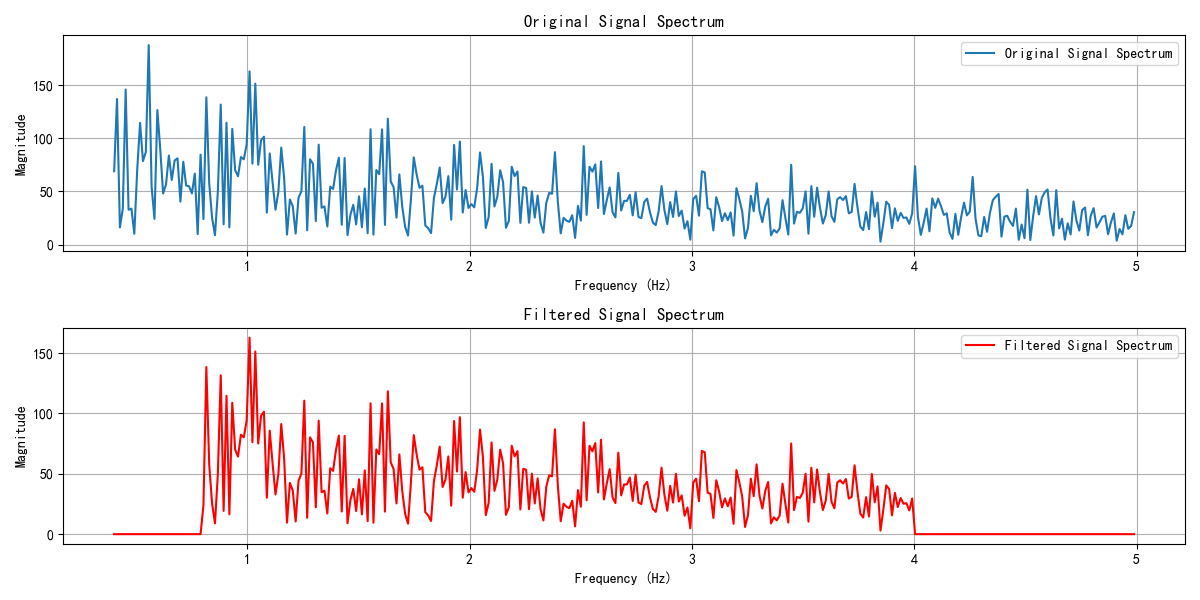 Original Signal Spectrum
Original Signal Spectrum
Magnitude
150
100
50
0
1
2
3
4
5
Frequency (Hz)
Filtered Signal Spectrum
Filtered Signal Spectrum
Magnitude
150
100
50
0
1
2
3
4
5
Frequency (Hz)